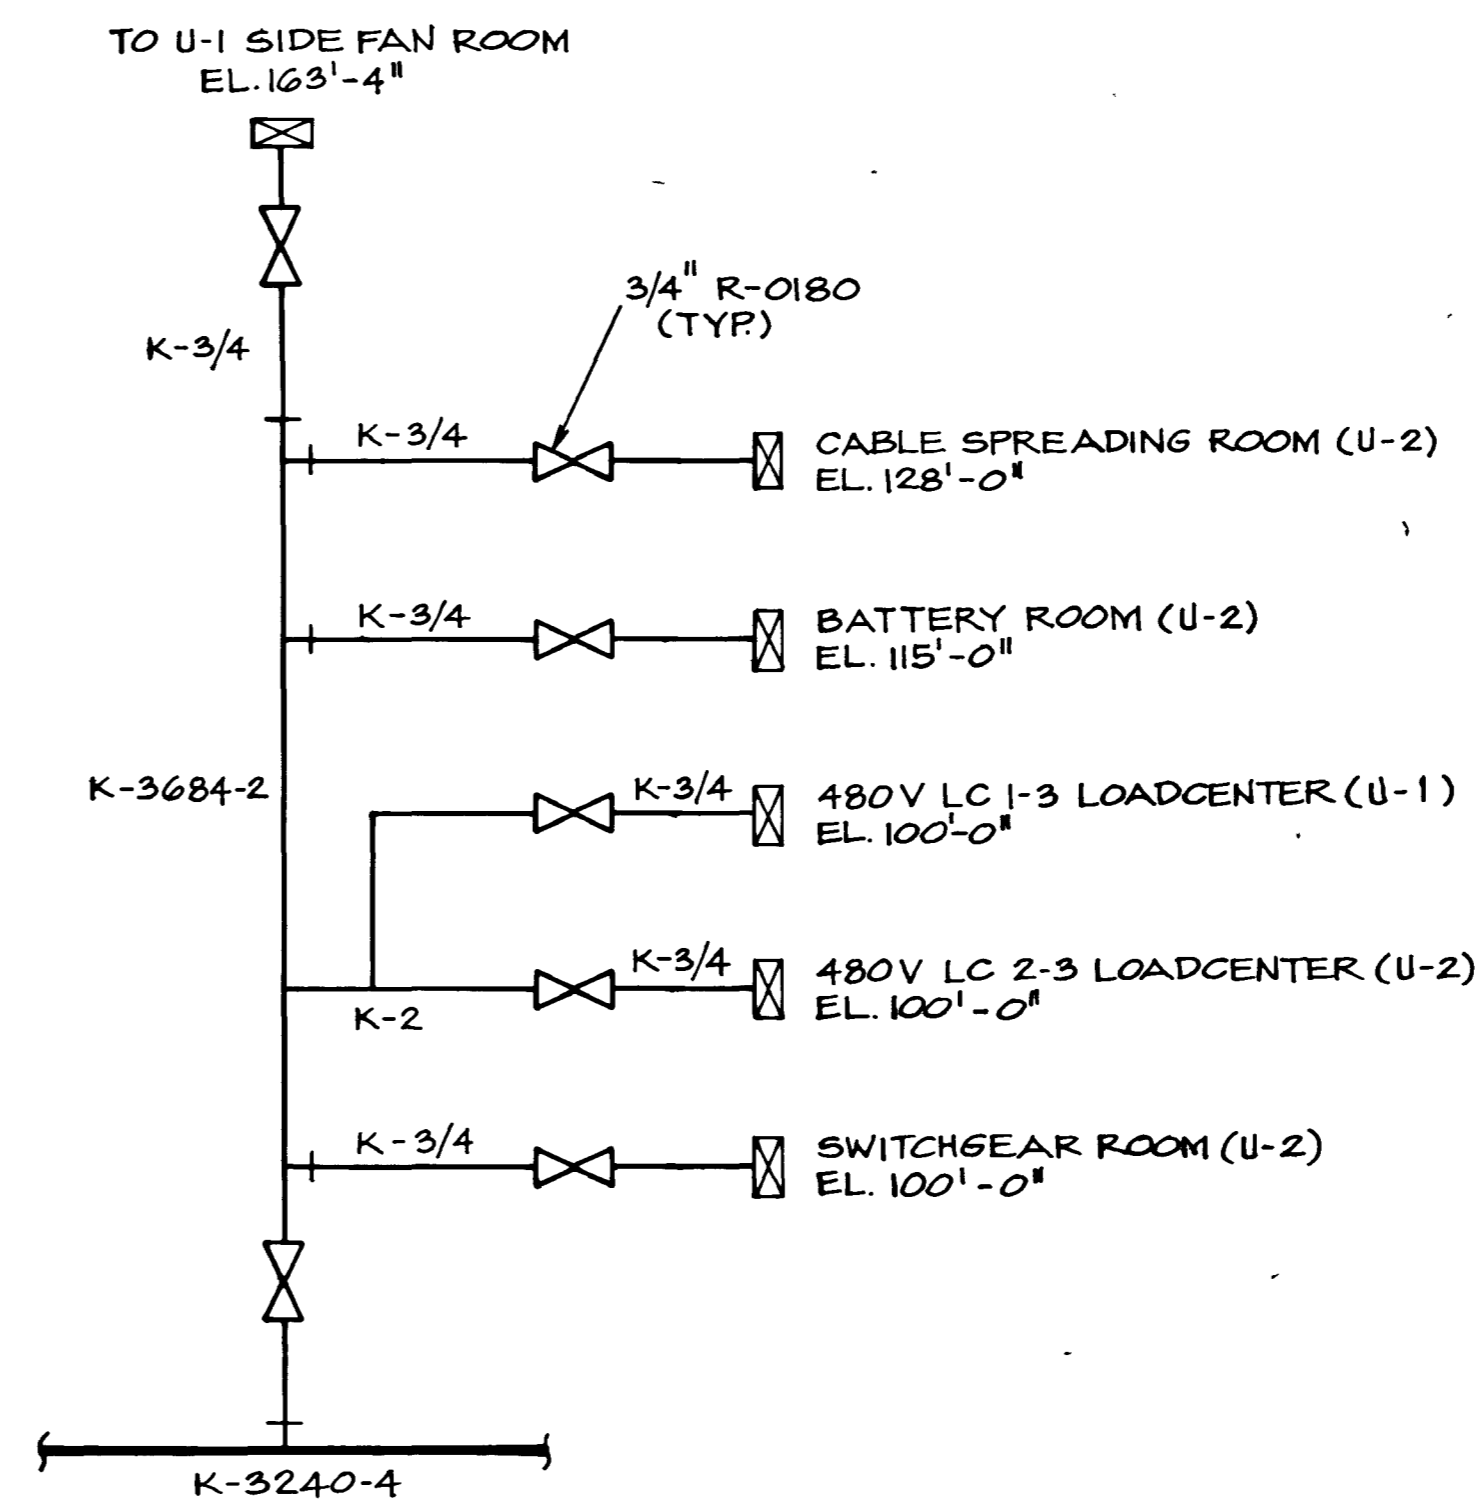 TO U-1 SIDE FAN ROOM
EL. 163'-4"
3/4" R-0180
(TYP.)
K-3/4
K-3/4
CABLE SPREADING ROOM (U-2)
EL. 128'-0"
K-3/4
BATTERY ROOM (U-2)
EL. 115'-0"
K-3684-2
K-3/4
480V LC 1-3 LOADCENTER (U-1)
EL. 100'-0"
K-3/4
480V LC 2-3 LOADCENTER (U-2)
EL. 100'-0"
K-2
K-3/4
SWITCHGEAR ROOM (U-2)
EL. 100'-0"
K-3240-4